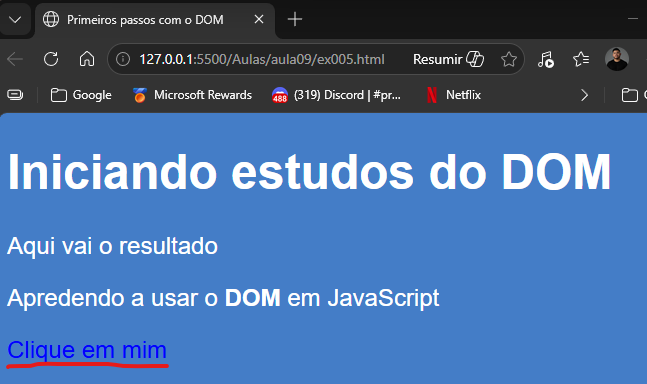 Primeiros passos com o DOM
127.0.0.1:5500/Aulas/aula09/ex005.html Resumir
Google Microsoft Rewards (319) Discord | #pr... Netflix
488
Iniciando estudos do DOM
Aqui vai o resultado
Apredendo a usar o DOM em JavaScript
Clique em mim